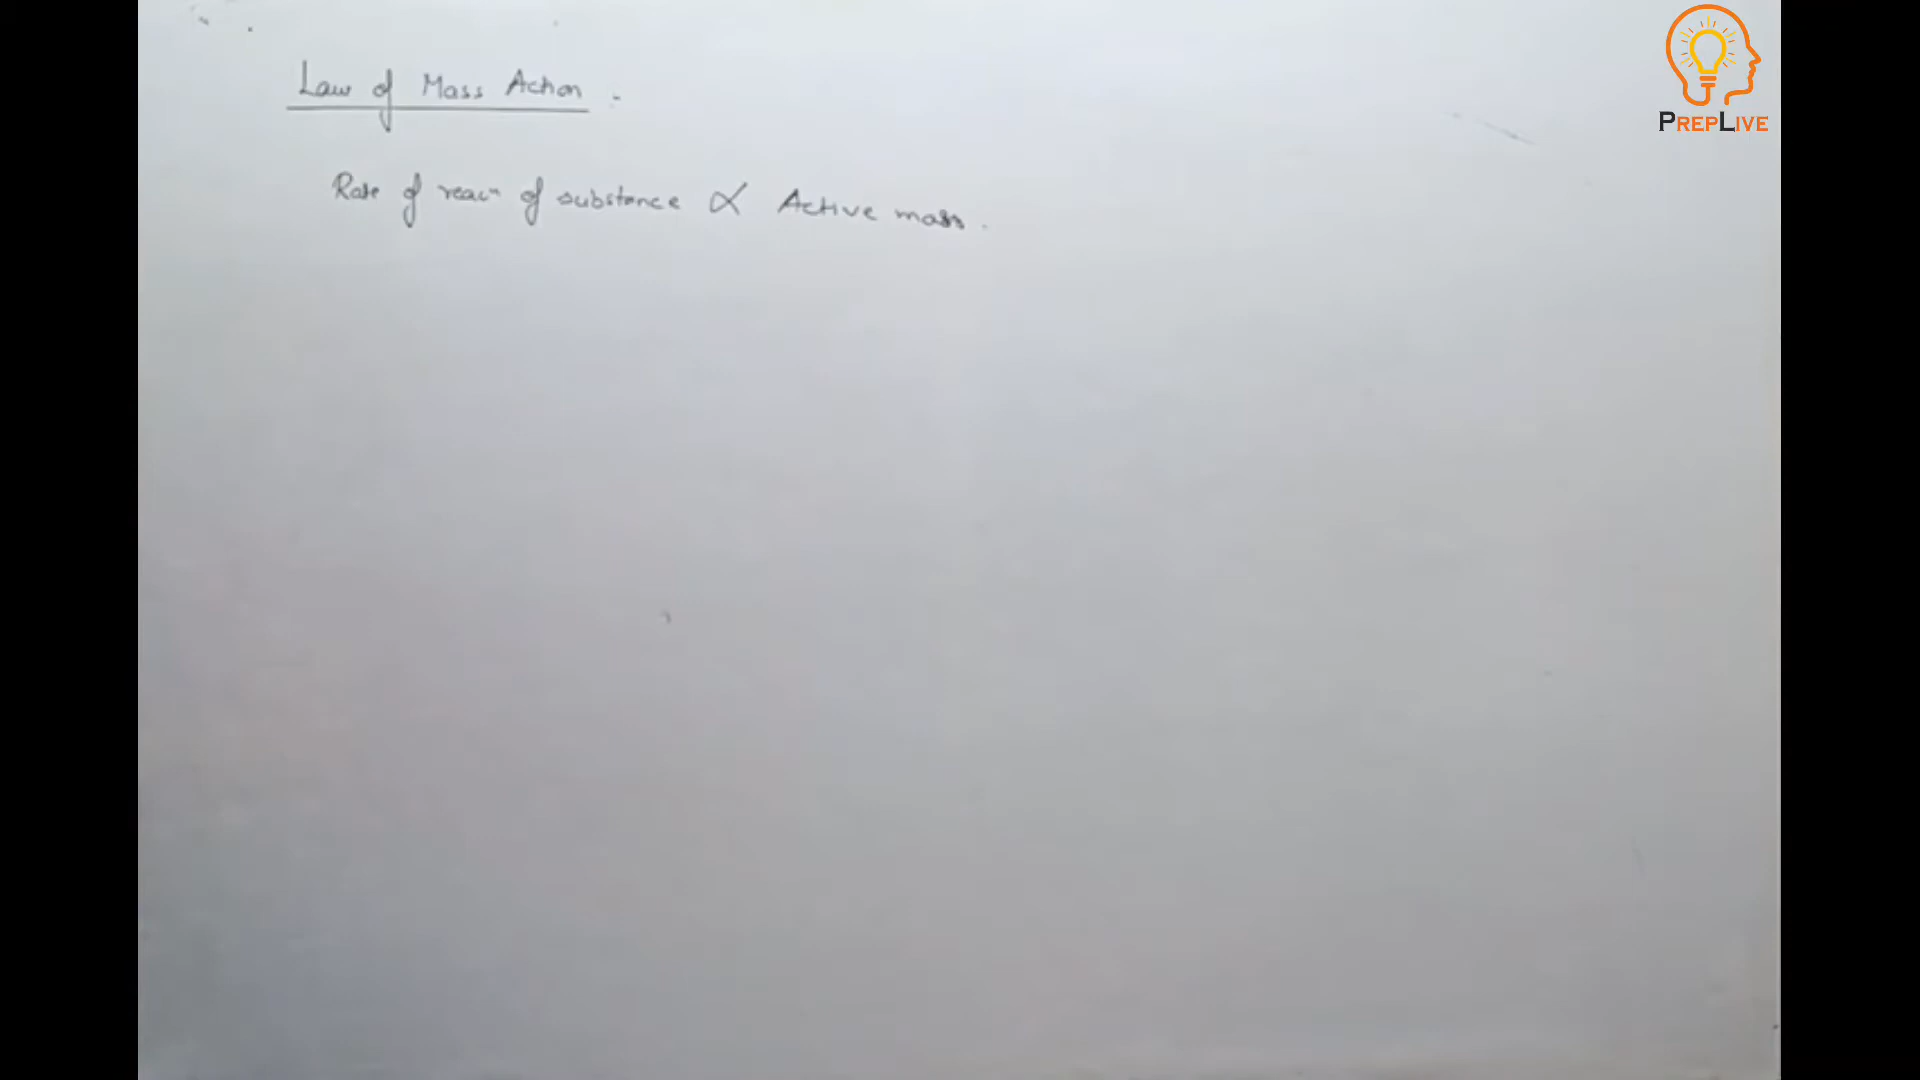 Law of Mass Action .
Rate of reacn of substance ∝ Active mass .
PREPLIVE